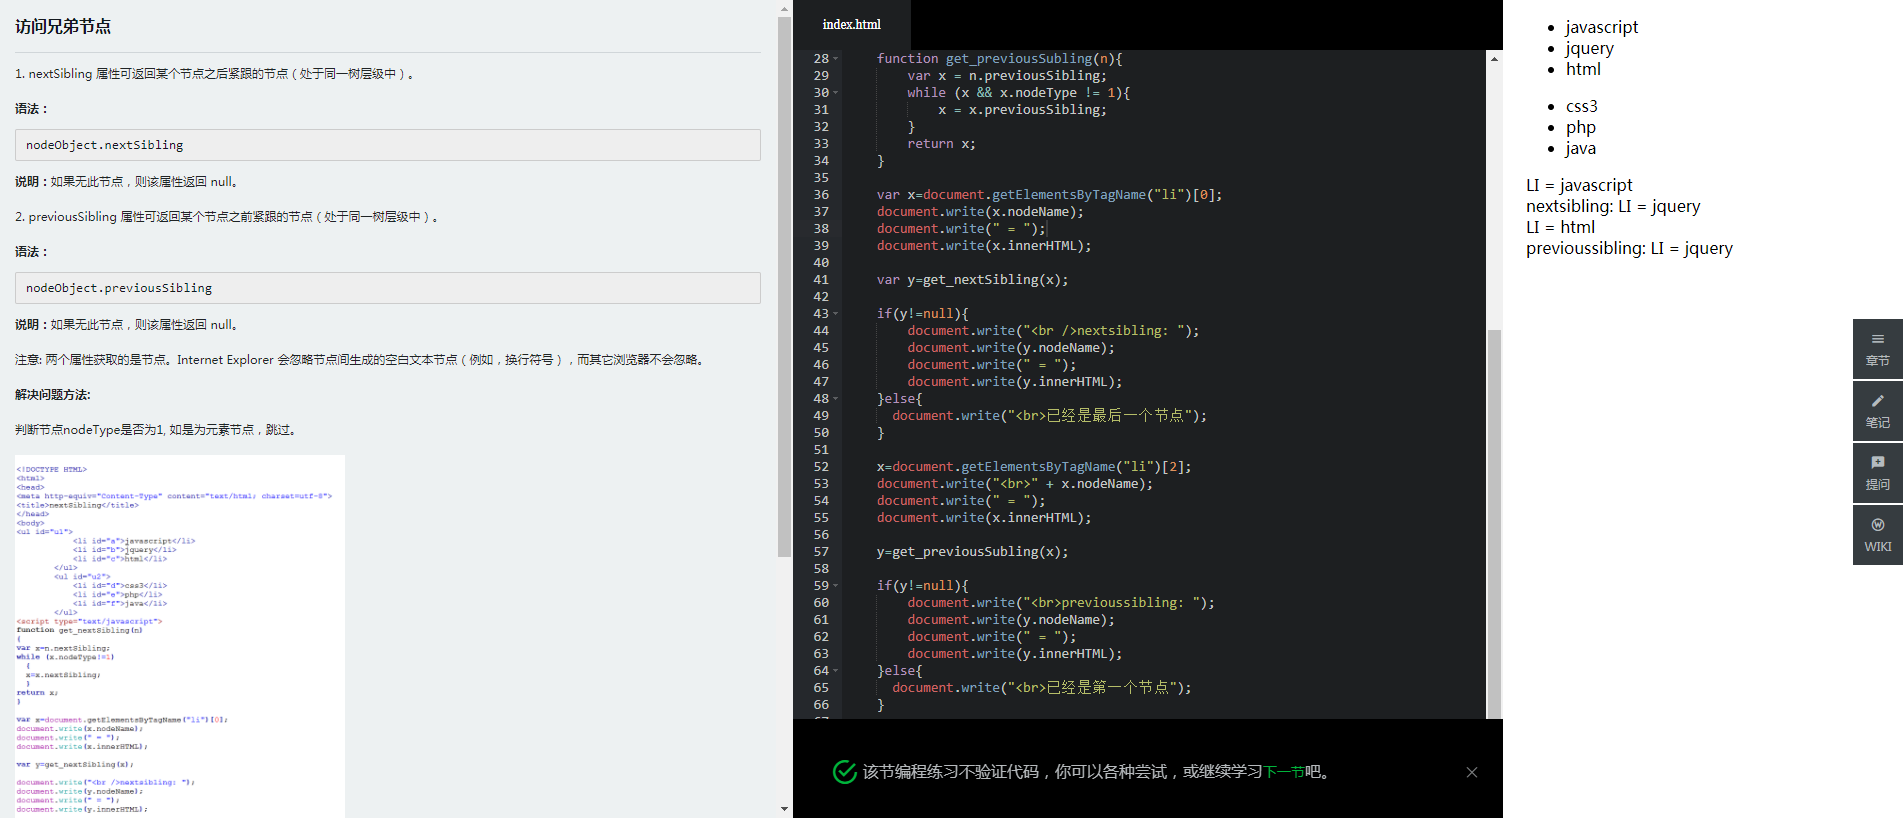 访问兄弟节点
1. nextSibling 属性可返回某个节点之后紧跟的节点（处于同一树层级中）。
语法：
nodeObject.nextSibling
说明：如果无此节点，则该属性返回 null。
2. previousSibling 属性可返回某个节点之前紧跟的节点（处于同一树层级中）。
语法：
nodeObject.previousSibling
说明：如果无此节点，则该属性返回 null。
注意: 两个属性获取的是节点。Internet Explorer 会忽略节点间生成的空白文本节点（例如，换行符号），而其它浏览器不会忽略。
解决问题方法:
判断节点nodeType是否为1, 如是为元素节点，跳过。
<!DOCTYPE HTML>
<html>
<head>
<meta http-equiv="Content-Type" content="text/html; charset=utf-8">
<title>nextSibling</title>
</head>
<body>
<ul id="u1">
<li id="a">javascript</li>
<li id="b">jquery</li>
<li id="c">html</li>
</ul>
<ul id="u2">
<li id="d">css3</li>
<li id="e">php</li>
<li id="f">java</li>
</ul>
<script type="text/javascript">
function get_nextSibling(n)
{
var x=n.nextSibling;
while (x.nodeType!=1)
{
x=x.nextSibling;
}
return x;
}
var x=document.getElementsByTagName("li")[0];
document.write(x.nodeName);
document.write(" = ");
document.write(x.innerHTML);
var y=get_nextSibling(x);
document.write("<br />nextsibling: ");
document.write(y.nodeName);
document.write(" = ");
document.write(y.innerHTML);
index.html
28 function get_previousSubling(n){
29 var x = n.previousSibling;
30 while (x && x.nodeType != 1){
31 x = x.previousSibling;
32 }
33 return x;
34 }
35
36 var x=document.getElementsByTagName("li")[0];
37 document.write(x.nodeName);
38 document.write(" = ");
39 document.write(x.innerHTML);
40
41 var y=get_nextSibling(x);
42
43 if(y!=null){
44 document.write("<br />nextsibling: ");
45 document.write(y.nodeName);
46 document.write(" = ");
47 document.write(y.innerHTML);
48 }else{
49 document.write("<br>已经是最后一个节点");
50 }
51
52 x=document.getElementsByTagName("li")[2];
53 document.write("<br>" + x.nodeName);
54 document.write(" = ");
55 document.write(x.innerHTML);
56
57 y=get_previousSubling(x);
58
59 if(y!=null){
60 document.write("<br>previoussibling: ");
61 document.write(y.nodeName);
62 document.write(" = ");
63 document.write(y.innerHTML);
64 }else{
65 document.write("<br>已经是第一个节点");
66 }
该节编程练习不验证代码，你可以各种尝试，或继续学习下一节吧。
• javascript
• jquery
• html
• css3
• php
• java
LI = javascript
nextsibling: LI = jquery
LI = html
previoussibling: LI = jquery
章节
笔记
提问
WIKI